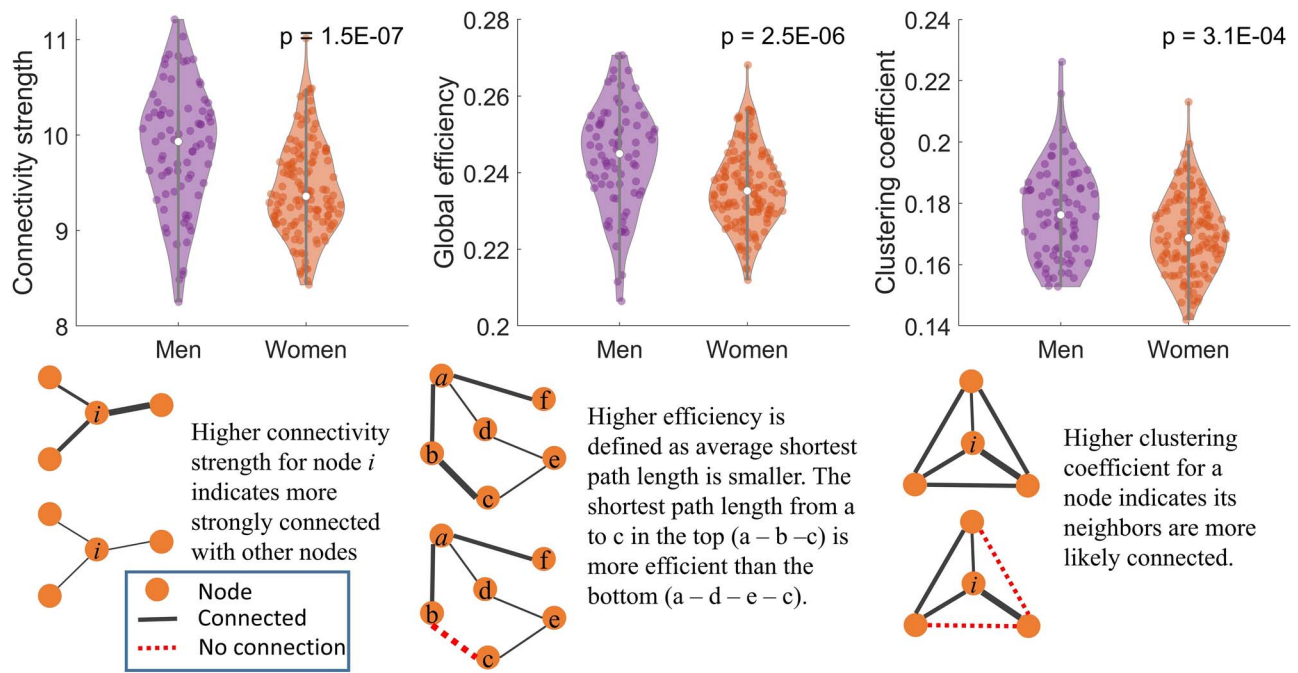 Connectivity strength
11
10
9
8
p = 1.5E-07
Men
Women
Global efficiency
0.28
0.26
0.24
0.22
0.2
p = 2.5E-06
Men
Women
Clustering coefficient
0.22
0.2
0.18
0.16
0.14
p = 3.1E-04
Men
Women
i
i
Higher connectivity
strength for node i
indicates more
strongly connected
with other nodes
Node
Connected
No connection
a
f
d
b
e
c
a
f
d
b
e
c
Higher efficiency is
defined as average shortest
path length is smaller. The
shortest path length from a
to c in the top (a – b –c) is
more efficient than the
bottom (a – d – e – c).
i
i
Higher clustering
coefficient for a
node indicates its
neighbors are more
likely connected.